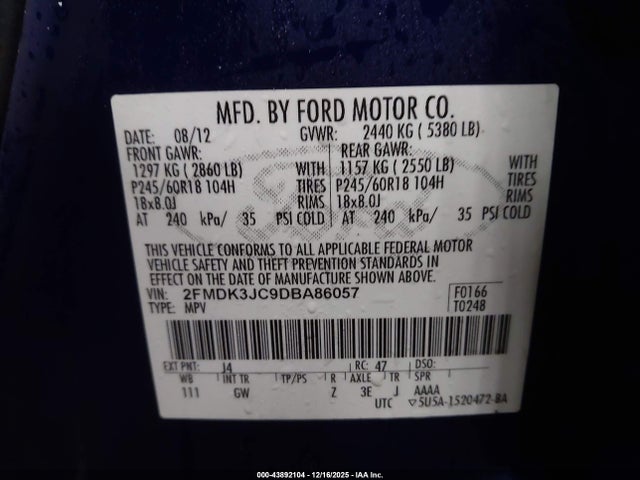 MFD. BY FORD MOTOR CO.
DATE: 08/12 GVWR: 2440 KG ( 5380 LB)
FRONT GAWR: REAR GAWR:
1297 KG ( 2860 LB) WITH 1157 KG ( 2550 LB) WITH
P245/60R18 104H TIRES P245/60R18 104H TIRES
18x8.0J RIMS 18x8.0J RIMS
AT 240 kPa/ 35 PSI COLD AT 240 kPa/ 35 PSI COLD
THIS VEHICLE CONFORMS TO ALL APPLICABLE FEDERAL MOTOR
VEHICLE SAFETY AND THEFT PREVENTION STANDARDS IN
EFFECT ON THE DATE OF MANUFACTURE SHOWN ABOVE.
VIN: 2FMDK3JC9DBA86057 F0166
TYPE: MPV T0248
EXT PNT: J4 RC: 47 DSO:
WB INT TR TP/PS R AXLE TR SPR
111 GW Z 3E J AAAA
UTC ▽5U5A-1520472-BA
Ford
000-43892104 - 12/16/2025 - IAA Inc.